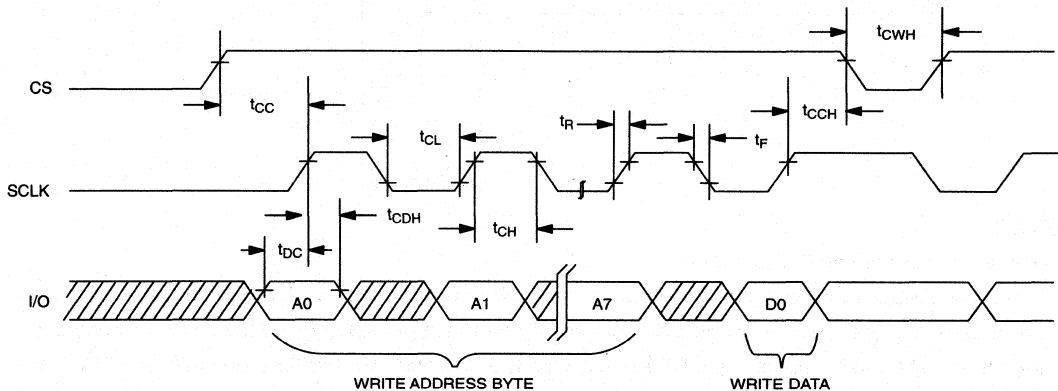 tCWH
CS
tCC
tCCH
tCL
tR
tF
SCLK
tCDH
tCH
tDC
I/O
A0
A1
A7
D0
WRITE ADDRESS BYTE
WRITE DATA